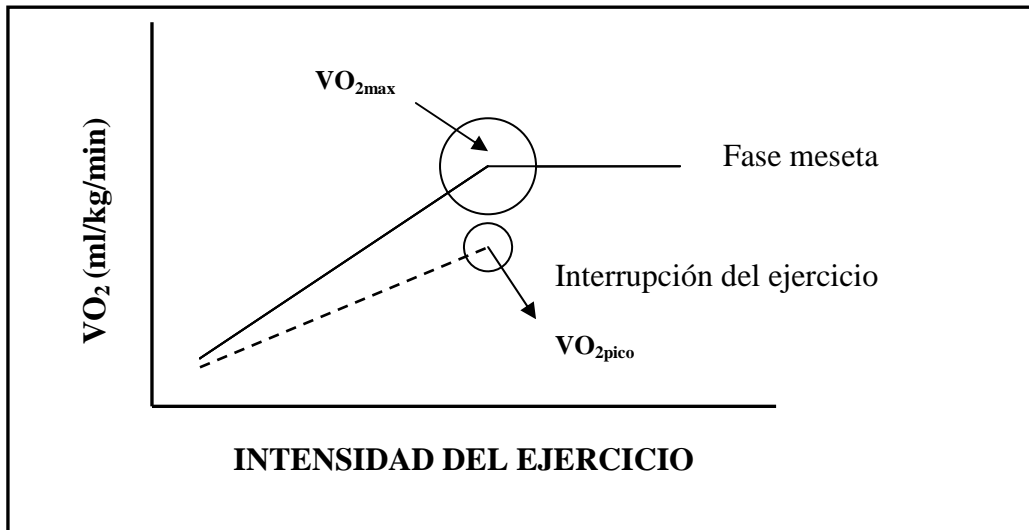 VO2max
Fase meseta
VO2 (ml/kg/min)
Interrupción del ejercicio
VO2pico
INTENSIDAD DEL EJERCICIO